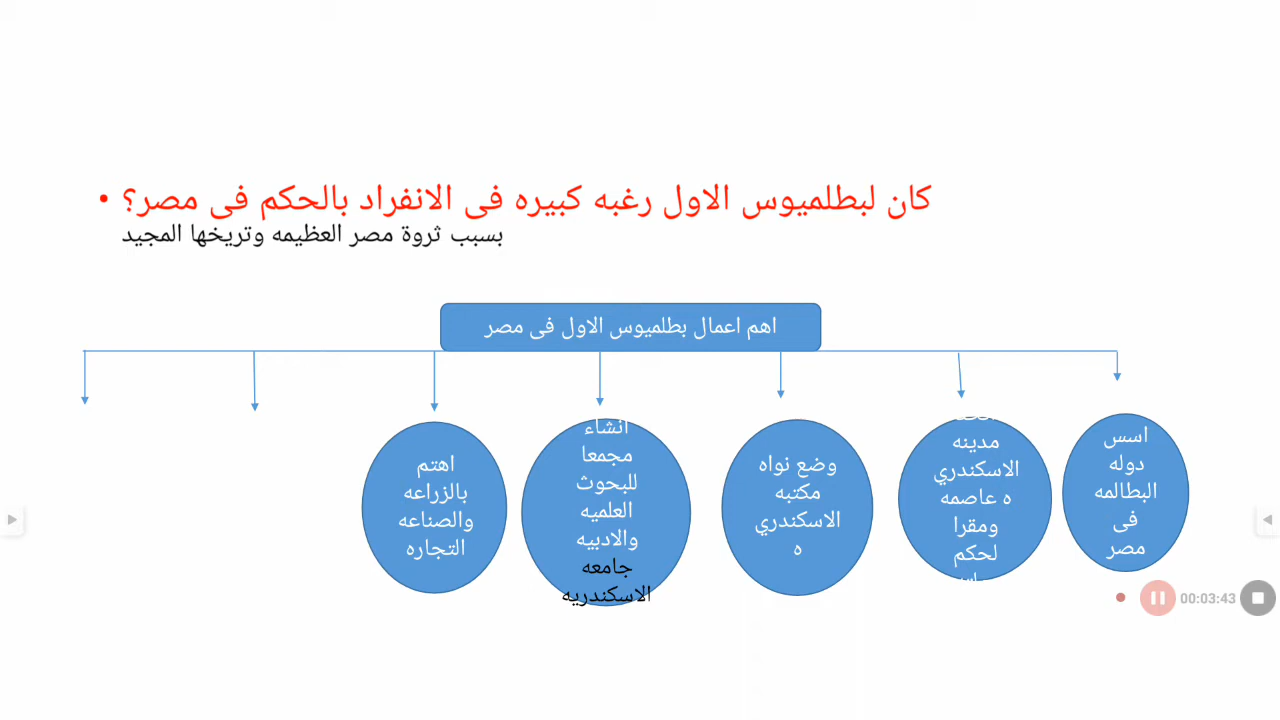 كان لبطلميوس الاول رغبه كبيره فى الانفراد بالحكم فى مصر؟
بسبب ثروة مصر العظيمه وتريخها المجيد
اهم اعمال بطلميوس الاول فى مصر
اسس
دوله
البطالمه
فى
مصر
مدينه
الاسكندري
ه عاصمه
ومقرا
لحكم
وضع نواه
مكتبه
الاسكندري
ه
انشاء
مجمعا
للبحوث
العلميه
والادبيه
جامعه
الاسكندريه
اهتم
بالزراعه
والصناعه
التجاره
00:03:43